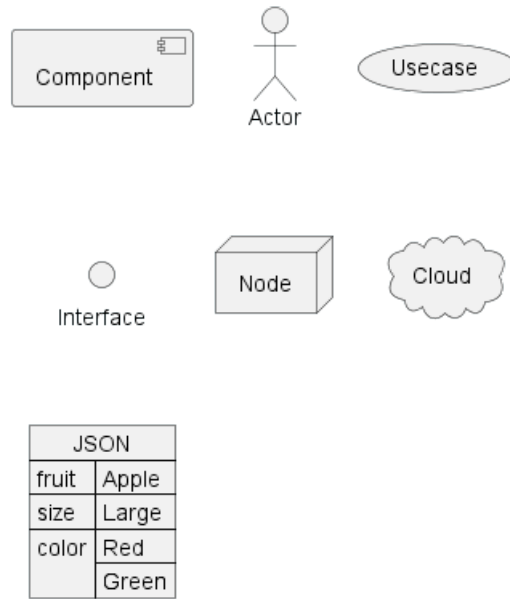 Component
Actor
Usecase
Interface
Node
Cloud
JSON
fruit Apple
size Large
color Red
Green